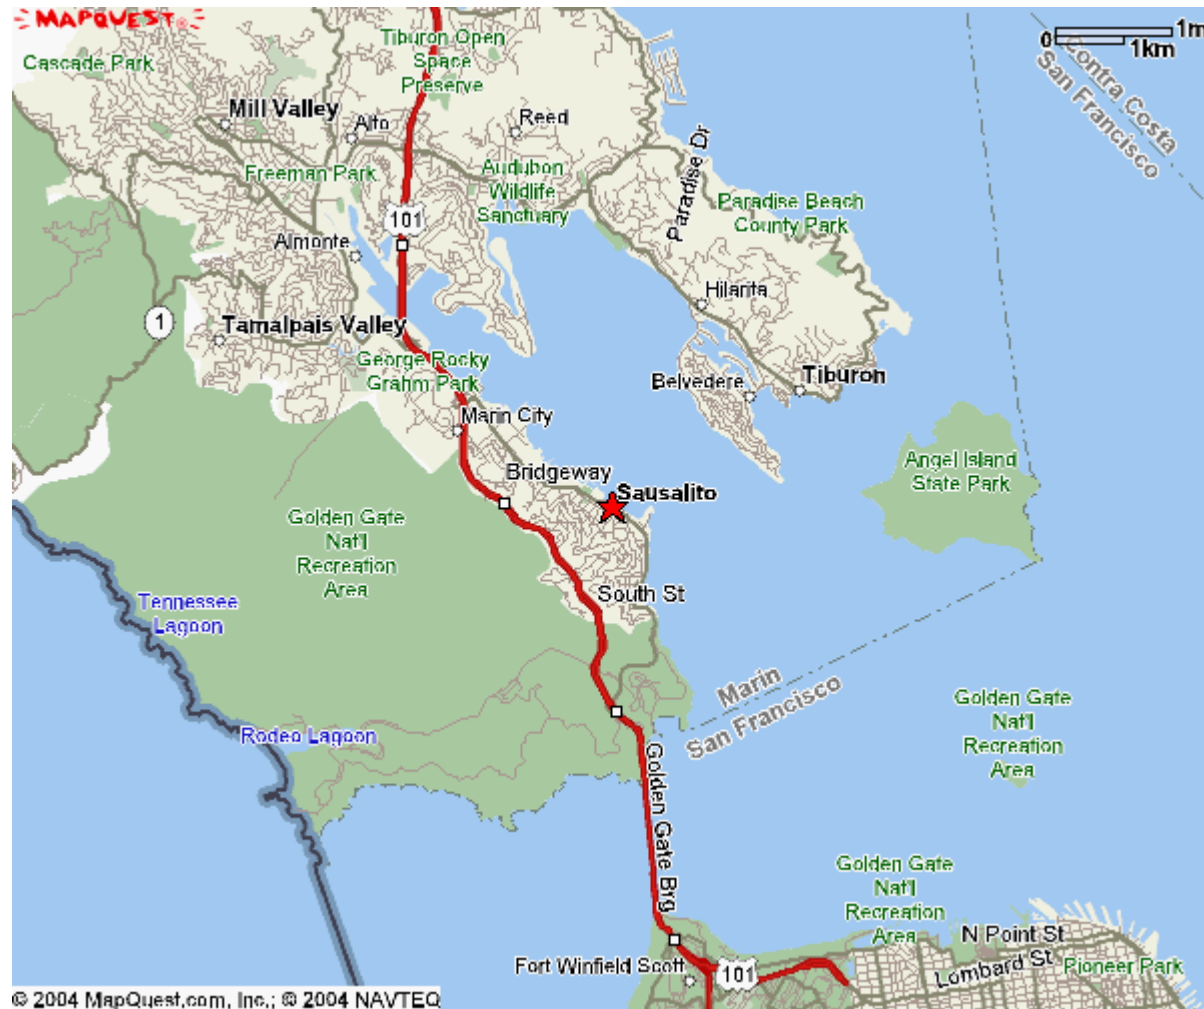 MAPQUEST®
0 1m
1km
Cascade Park
Tiburon Open
Space
Preserve
Contra Costa
San Francisco
Mill Valley
Alto
Reed
Freeman Park
Audubon
Wildlife
Sanctuary
Paradise Dr
Paradise Beach
County Park
101
Almonte
Hilarita
1
Tamalpais Valley
George Rocky
Grahm Park
Belvedere
Tiburon
Marin City
Bridgeway
Sausalito
Angel Island
State Park
Golden Gate
Nat'l
Recreation
Area
South St
Tennessee
Lagoon
Marin
San Francisco
Golden Gate
Nat'l
Recreation
Area
Rodeo Lagoon
Golden Gate Brg
Golden Gate
Nat'l
Recreation
Area
N Point St
Lombard St
Fort Winfield Scott
101
Pioneer Park
© 2004 MapQuest.com, Inc.; © 2004 NAVTEQ